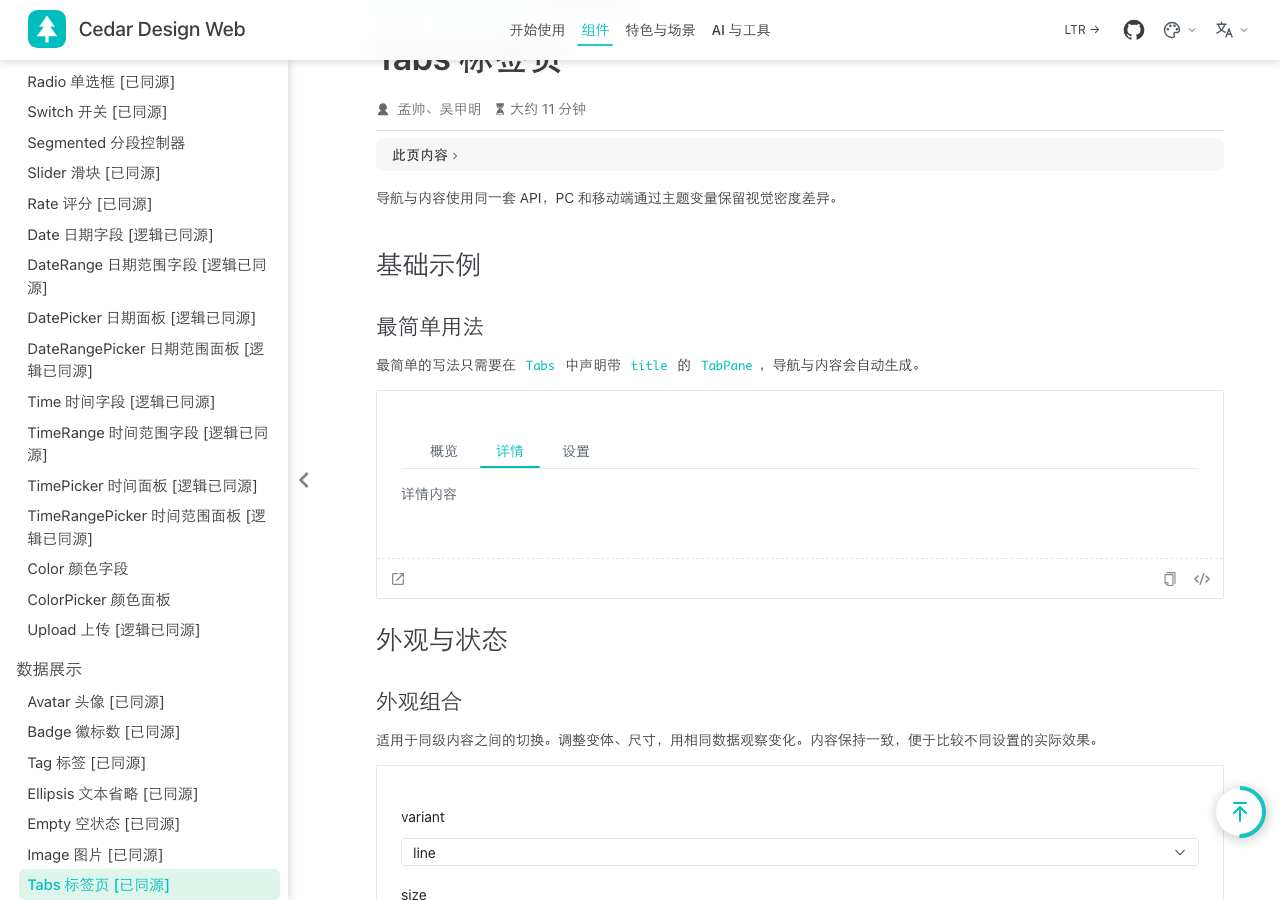 Cedar Design Web
开始使用
组件
特色与场景
AI 与工具
LTR →
Radio 单选框 [已同源]
Switch 开关 [已同源]
Segmented 分段控制器
Slider 滑块 [已同源]
Rate 评分 [已同源]
Date 日期字段 [逻辑已同源]
DateRange 日期范围字段 [逻辑已同
源]
DatePicker 日期面板 [逻辑已同源]
DateRangePicker 日期范围面板 [逻
辑已同源]
Time 时间字段 [逻辑已同源]
TimeRange 时间范围字段 [逻辑已同
源]
TimePicker 时间面板 [逻辑已同源]
TimeRangePicker 时间范围面板 [逻
辑已同源]
Color 颜色字段
ColorPicker 颜色面板
Upload 上传 [逻辑已同源]
数据展示
Avatar 头像 [已同源]
Badge 徽标数 [已同源]
Tag 标签 [已同源]
Ellipsis 文本省略 [已同源]
Empty 空状态 [已同源]
Image 图片 [已同源]
Tabs 标签页 [已同源]
Tabs 标签页
孟帅、吴甲明
大约 11 分钟
此页内容
导航与内容使用同一套 API，PC 和移动端通过主题变量保留视觉密度差异。
基础示例
最简单用法
最简单的写法只需要在 Tabs 中声明带 title 的 TabPane ，导航与内容会自动生成。
概览
详情
设置
详情内容
外观与状态
外观组合
适用于同级内容之间的切换。调整变体、尺寸，用相同数据观察变化。内容保持一致，便于比较不同设置的实际效果。
variant
line
size